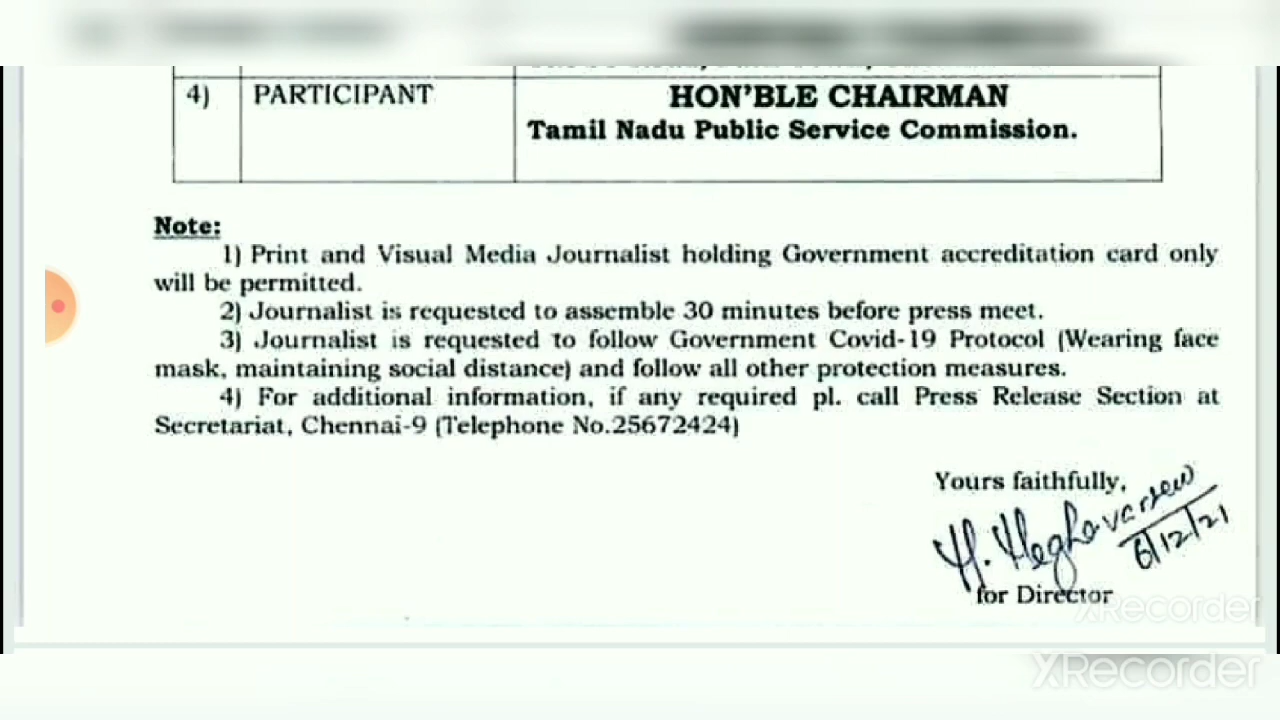 4) PARTICIPANT HON'BLE CHAIRMAN
Tamil Nadu Public Service Commission.
Note:
1) Print and Visual Media Journalist holding Government accreditation card only
will be permitted.
2) Journalist is requested to assemble 30 minutes before press meet.
3) Journalist is requested to follow Government Covid-19 Protocol (Wearing face
mask, maintaining social distance) and follow all other protection measures.
4) For additional information, if any required pl. call Press Release Section at
Secretariat, Chennai-9 (Telephone No.25672424)
Yours faithfully,
6/12/21
for Director
XRecorder
XRecorder